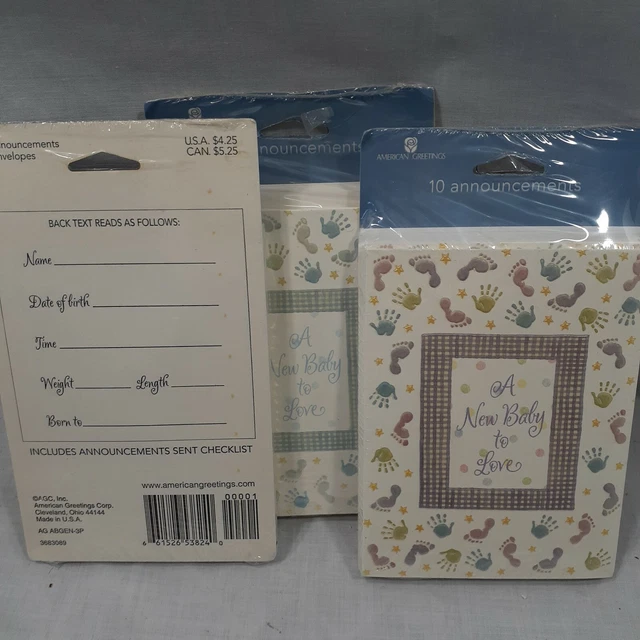 nouncements
nvelopes
U.S.A. $4.25
CAN. $5.25
BACK TEXT READS AS FOLLOWS:
Name
Date of birth
Time
Weight Length
Born to
INCLUDES ANNOUNCEMENTS SENT CHECKLIST
www.americangreetings.com
©AGC, Inc.
American Greetings Corp.
Cleveland, Ohio 44144
Made in U.S.A.
AG ABGEN-3P
3683069
00001
6 61526 53824 0
nouncements
A
New Baby
to
Love
AMERICAN GREETINGS
10 announcements
A
New Baby
to
Love